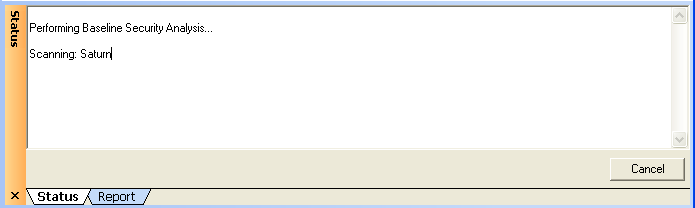 Status
Performing Baseline Security Analysis...
Scanning: Saturn
Cancel
Status Report